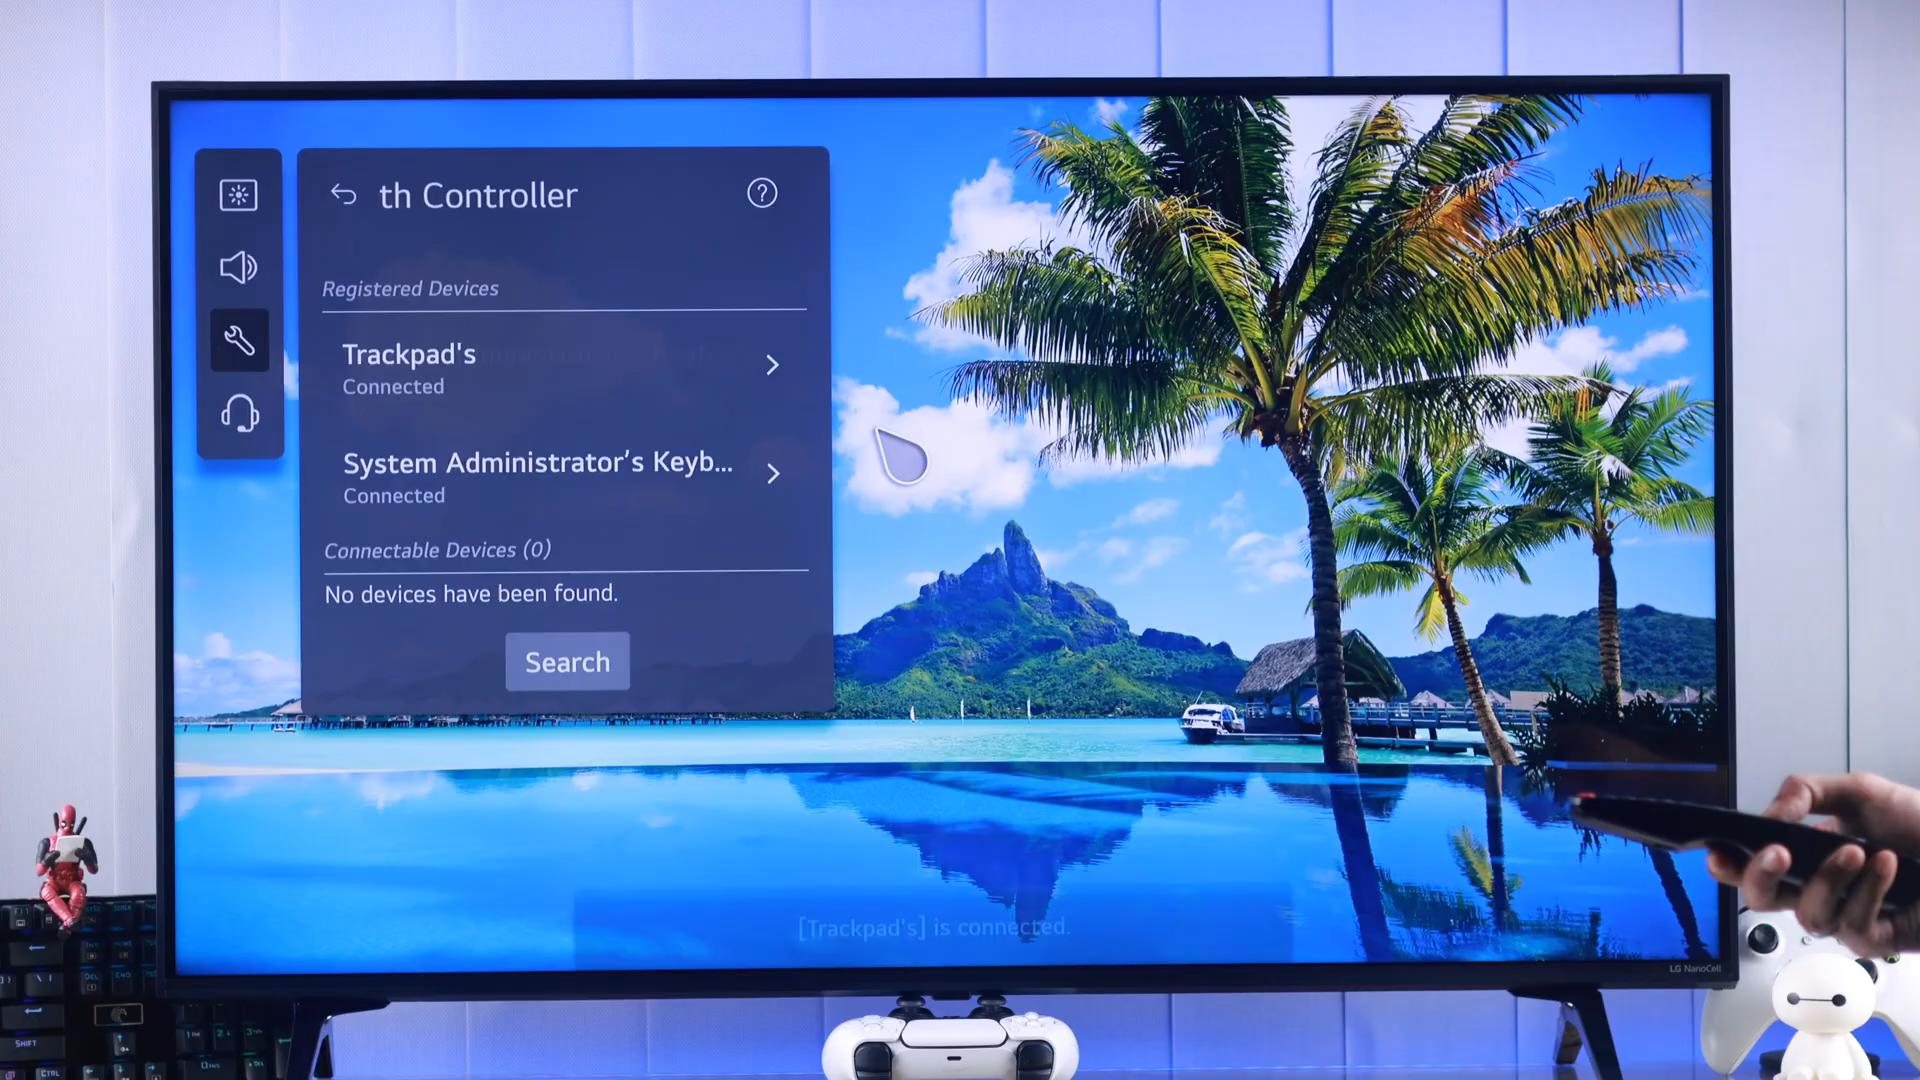 th Controller
?
Registered Devices
Trackpad's
Connected
System Administrator's Keyb...
Connected
Connectable Devices (0)
No devices have been found.
Search
[Trackpad's] is connected.
LG NanoCell
SHIFT
CTRL